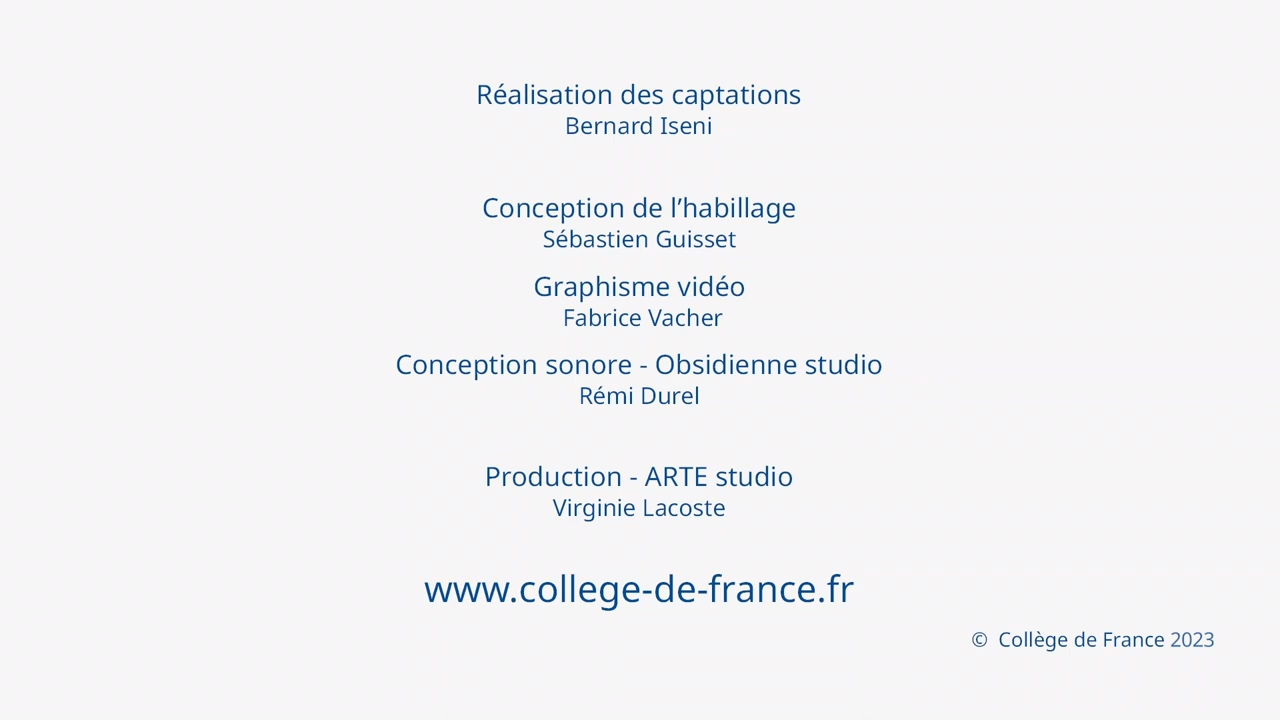 Réalisation des captations
Bernard Iseni
Conception de l’habillage
Sébastien Guisset
Graphisme vidéo
Fabrice Vacher
Conception sonore - Obsidienne studio
Rémi Durel
Production - ARTE studio
Virginie Lacoste
www.college-de-france.fr
© Collège de France 2023